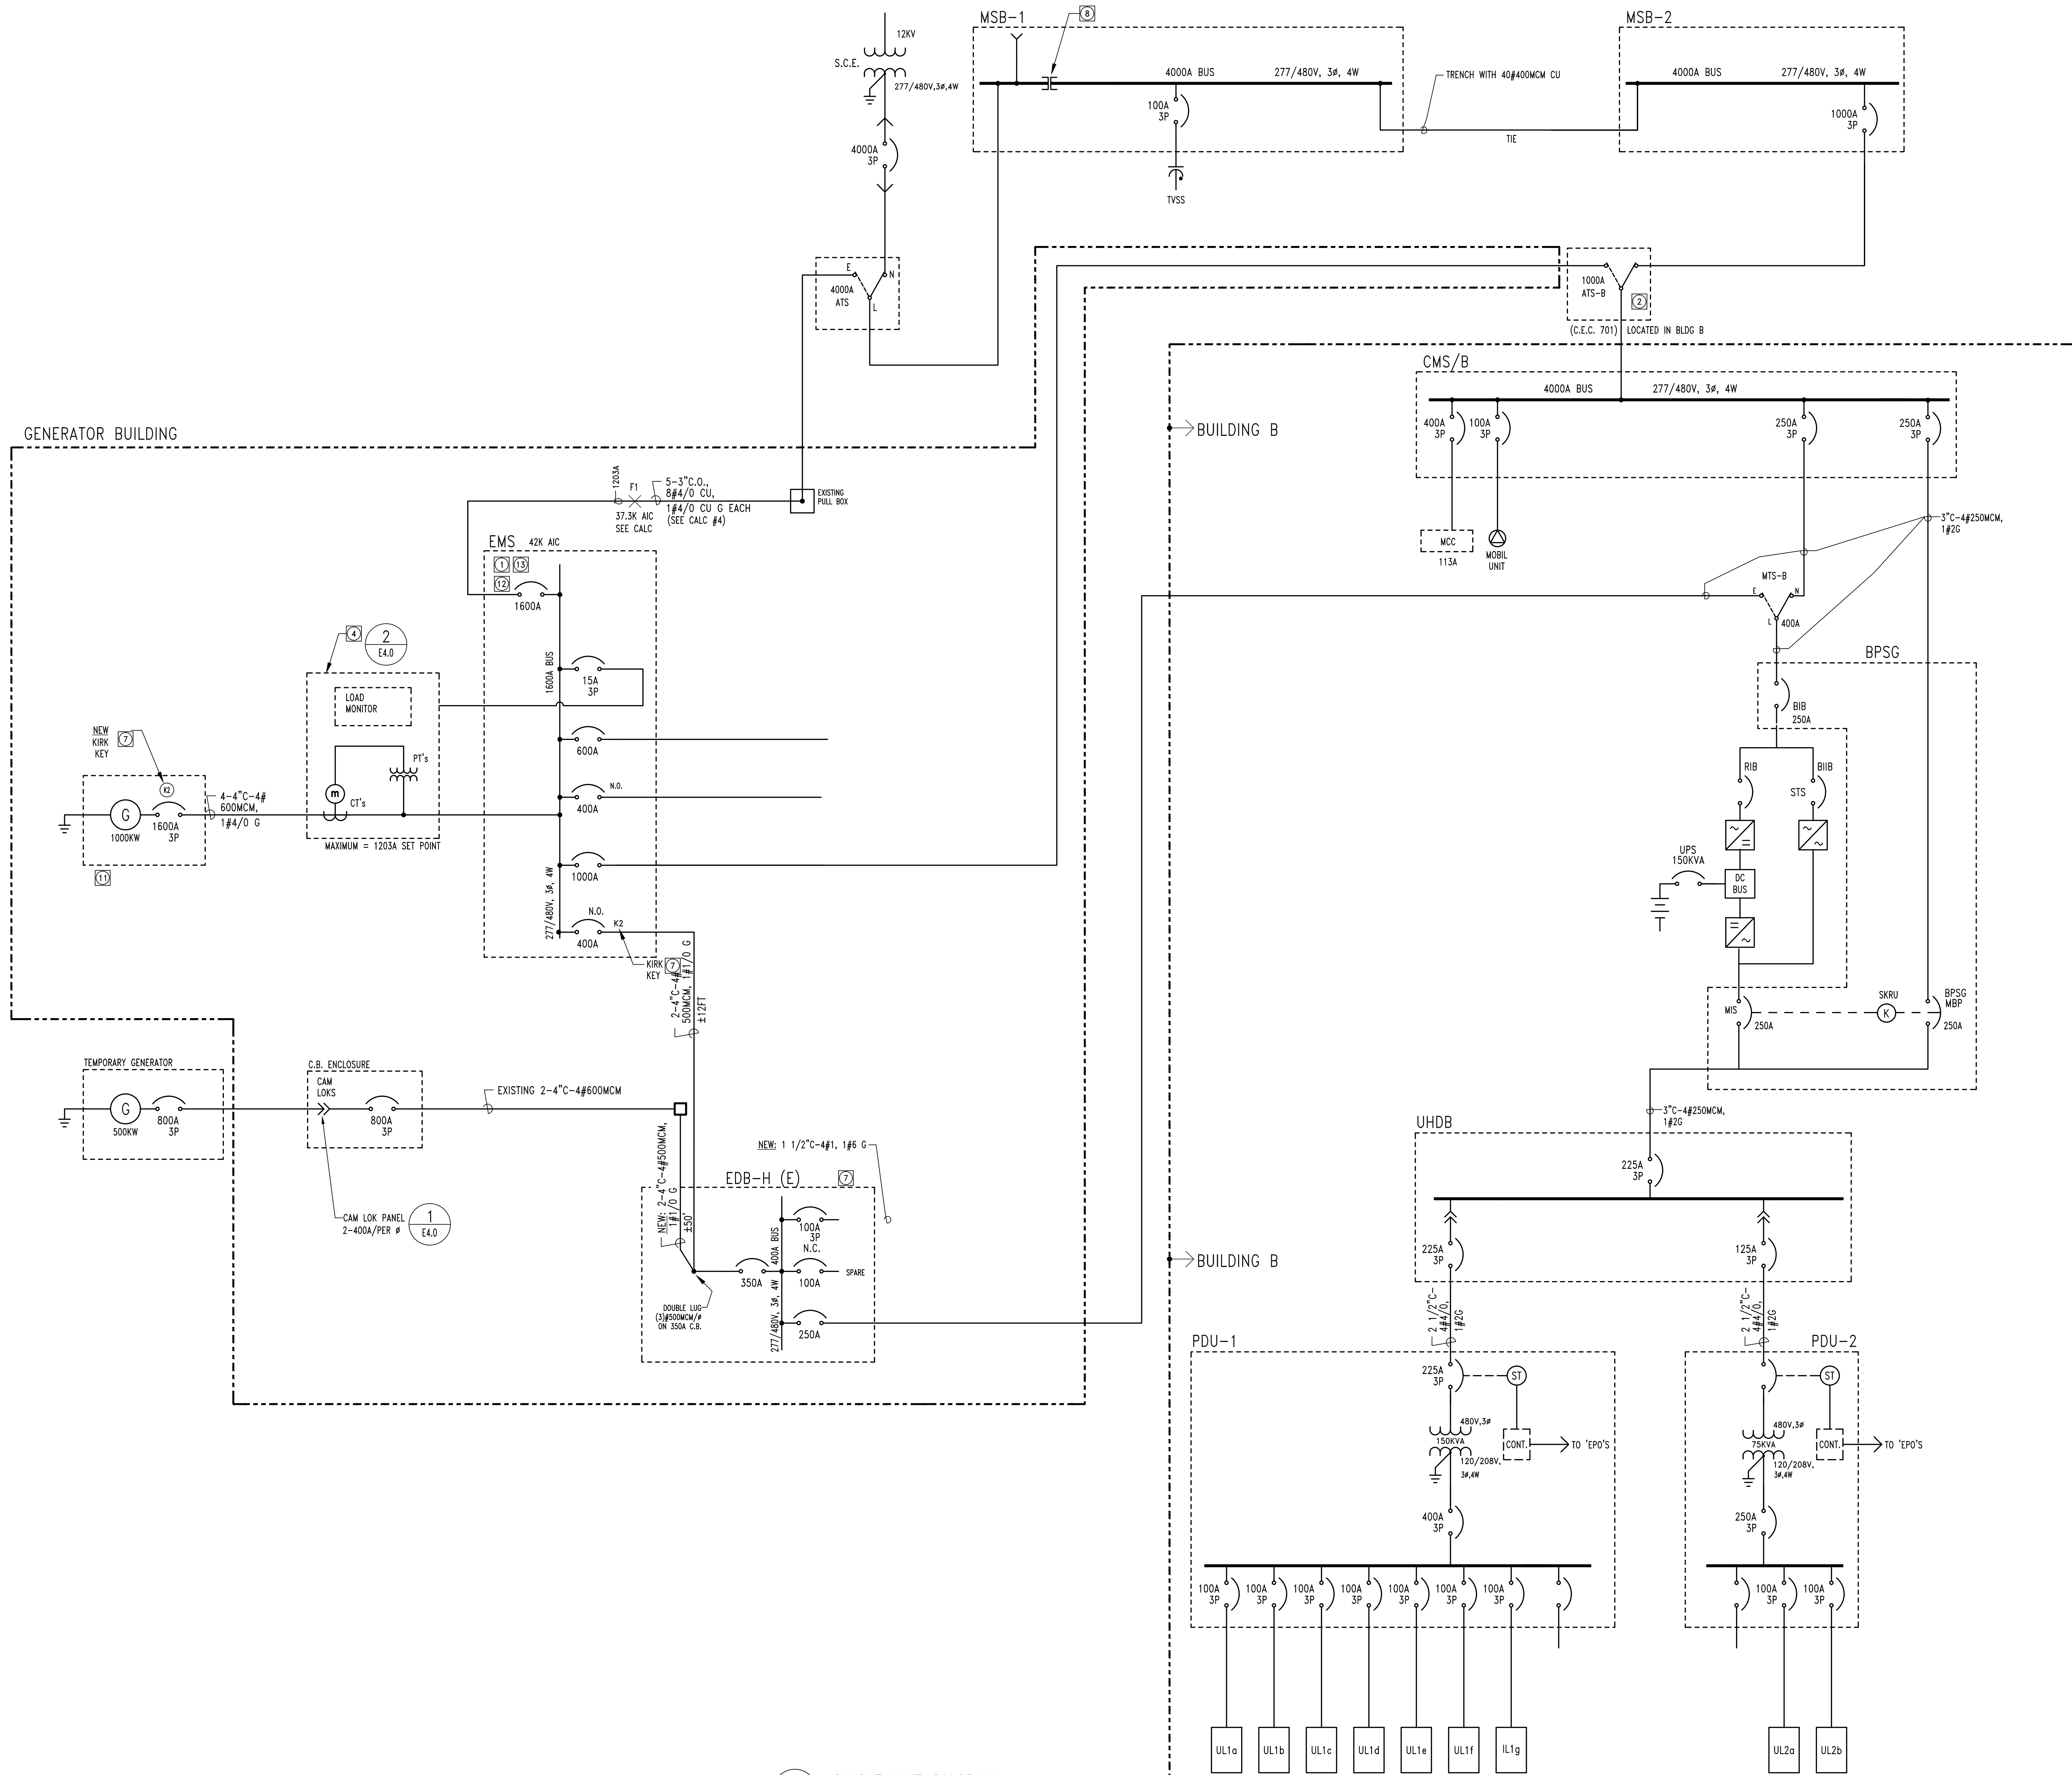 12KV
S.C.E.
277/480V,3ø,4W
4000A
3P
E
N
4000A
ATS
L
MSB-1
8
4000A BUS
277/480V, 3ø, 4W
100A
3P
TVSS
TRENCH WITH 40#400MCM CU
TIE
MSB-2
4000A BUS
277/480V, 3ø, 4W
1000A
3P
1000A
ATS-B
2
(C.E.C. 701)
LOCATED IN BLDG B
CMS/B
4000A BUS
277/480V, 3ø, 4W
BUILDING B
400A
3P
100A
3P
250A
3P
250A
3P
MCC
113A
MOBIL
UNIT
3"C-4#250MCM,
1#2G
MTS-B
E
N
L
400A
BPSG
BIB
250A
RIB
BIIB
STS
UPS
150KVA
DC
BUS
MIS
250A
SKRU
K
BPSG
MBP
250A
3"C-4#250MCM,
1#2G
GENERATOR BUILDING
1203A
F1
37.3K AIC
SEE CALC
5-3"C.O.,
8#4/0 CU,
1#4/0 CU G EACH
(SEE CALC #4)
EXISTING
PULL BOX
EMS
42K AIC
1
13
12
1600A
1600A BUS
15A
3P
600A
N.O.
400A
1000A
277/480V, 3ø, 4W
N.O.
K2
400A
KIRK
KEY
7
4
2
E4.0
LOAD
MONITOR
PT's
m
CT's
MAXIMUM = 1203A SET POINT
NEW
KIRK
KEY
7
K2
G
1000KW
1600A
3P
11
4-4"C-4#
600MCM,
1#4/0 G
2-4"C-4#
500MCM, 1#1/0 G
±12FT
TEMPORARY GENERATOR
G
500KW
800A
3P
C.B. ENCLOSURE
CAM
LOKS
800A
3P
EXISTING 2-4"C-4#600MCM
CAM LOK PANEL
2-400A/PER ø
1
E4.0
NEW: 2-4"C-4#500MCM,
1#1/0 G
±50'
NEW: 1 1/2"C-4#1, 1#6 G
EDB-H (E)
7
400A BUS
277/480V, 3ø, 4W
100A
3P
N.C.
350A
100A
SPARE
250A
DOUBLE LUG
(3)#500MCM/ø
ON 350A C.B.
UHDB
225A
3P
BUILDING B
225A
3P
125A
3P
2 1/2"C-
4#4/0,
1#2G
2 1/2"C-
4#4/0,
1#2G
PDU-1
225A
3P
ST
480V,3ø
150KVA
120/208V,
3ø,4W
CONT.
TO 'EPO'S
400A
3P
100A
3P
100A
3P
100A
3P
100A
3P
100A
3P
100A
3P
100A
3P
PDU-2
ST
480V,3ø
75KVA
120/208V,
3ø,4W
CONT.
TO 'EPO'S
250A
3P
100A
3P
100A
3P
UL1a
UL1b
UL1c
UL1d
UL1e
UL1f
IL1g
UL2a
UL2b